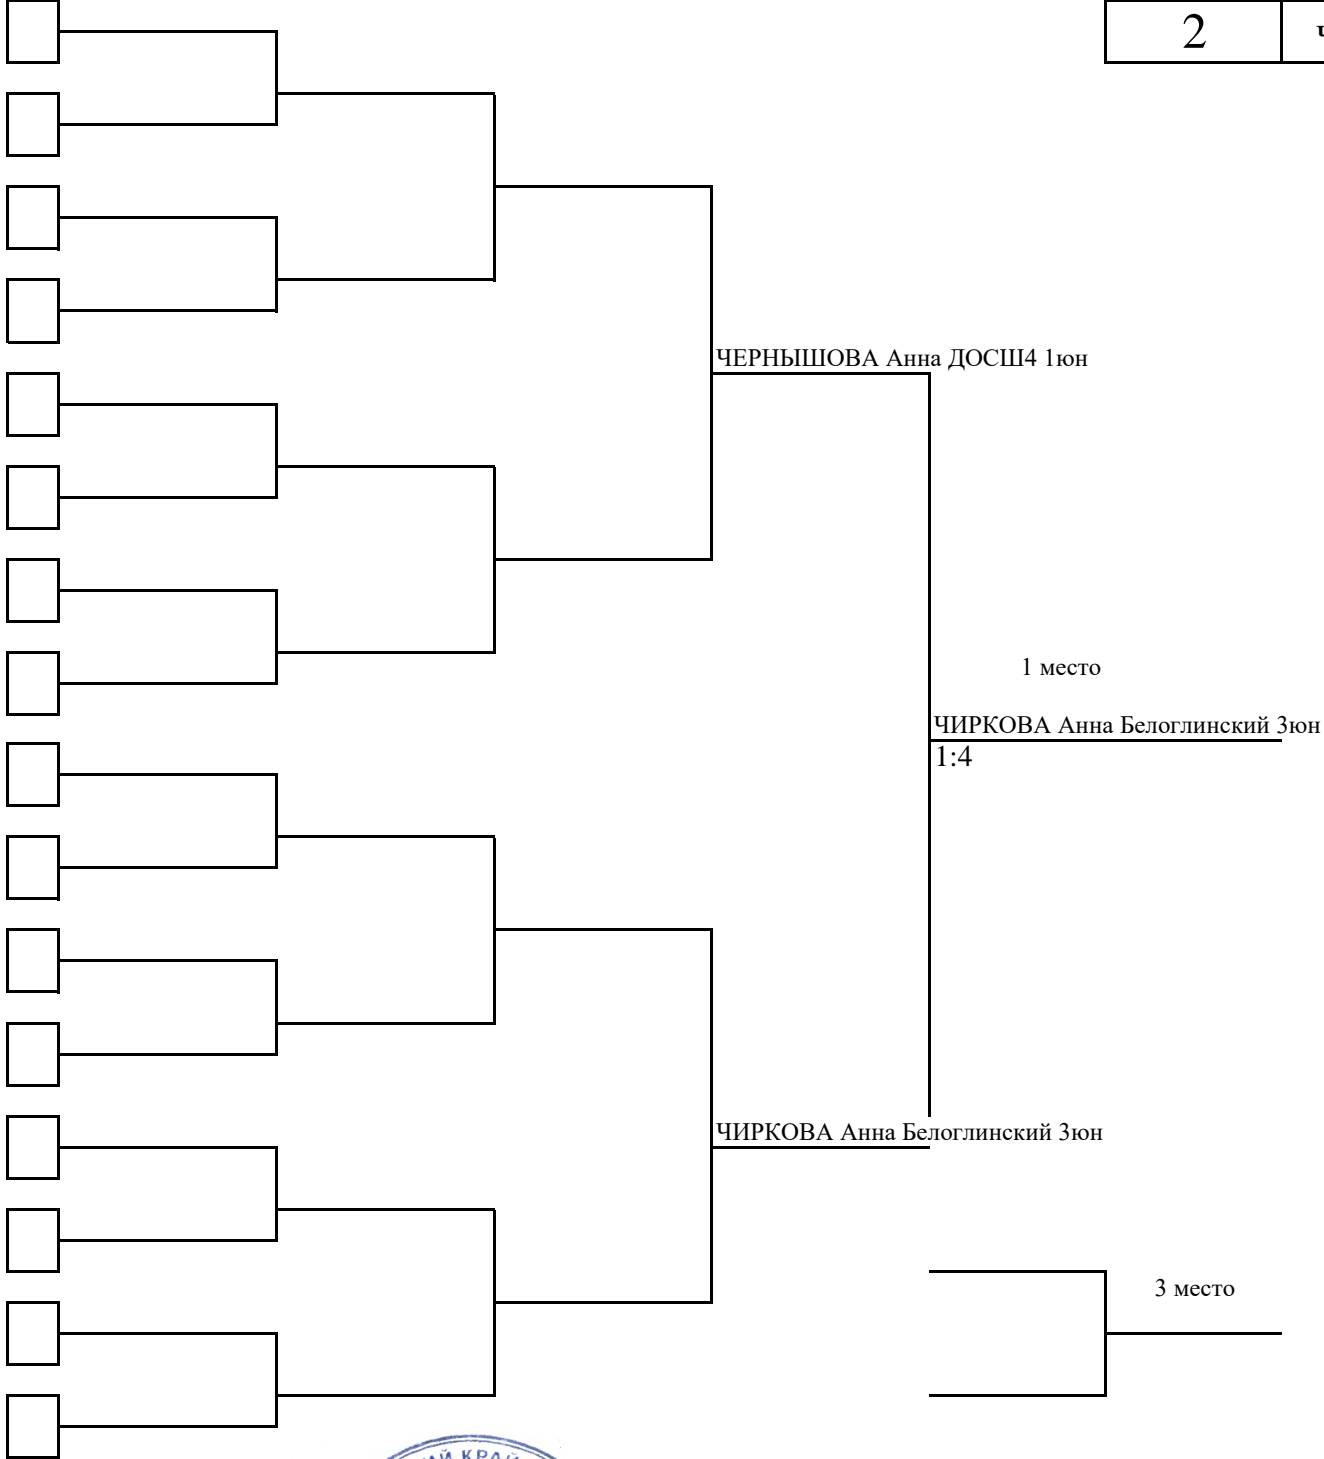 2
ЧЕРНЫШОВА Анна ДОСШ4 1юн
1 место
ЧИРКОВА Анна Белоглинский 3юн
1:4
ЧИРКОВА Анна Белоглинский 3юн
3 место
КРАЙ